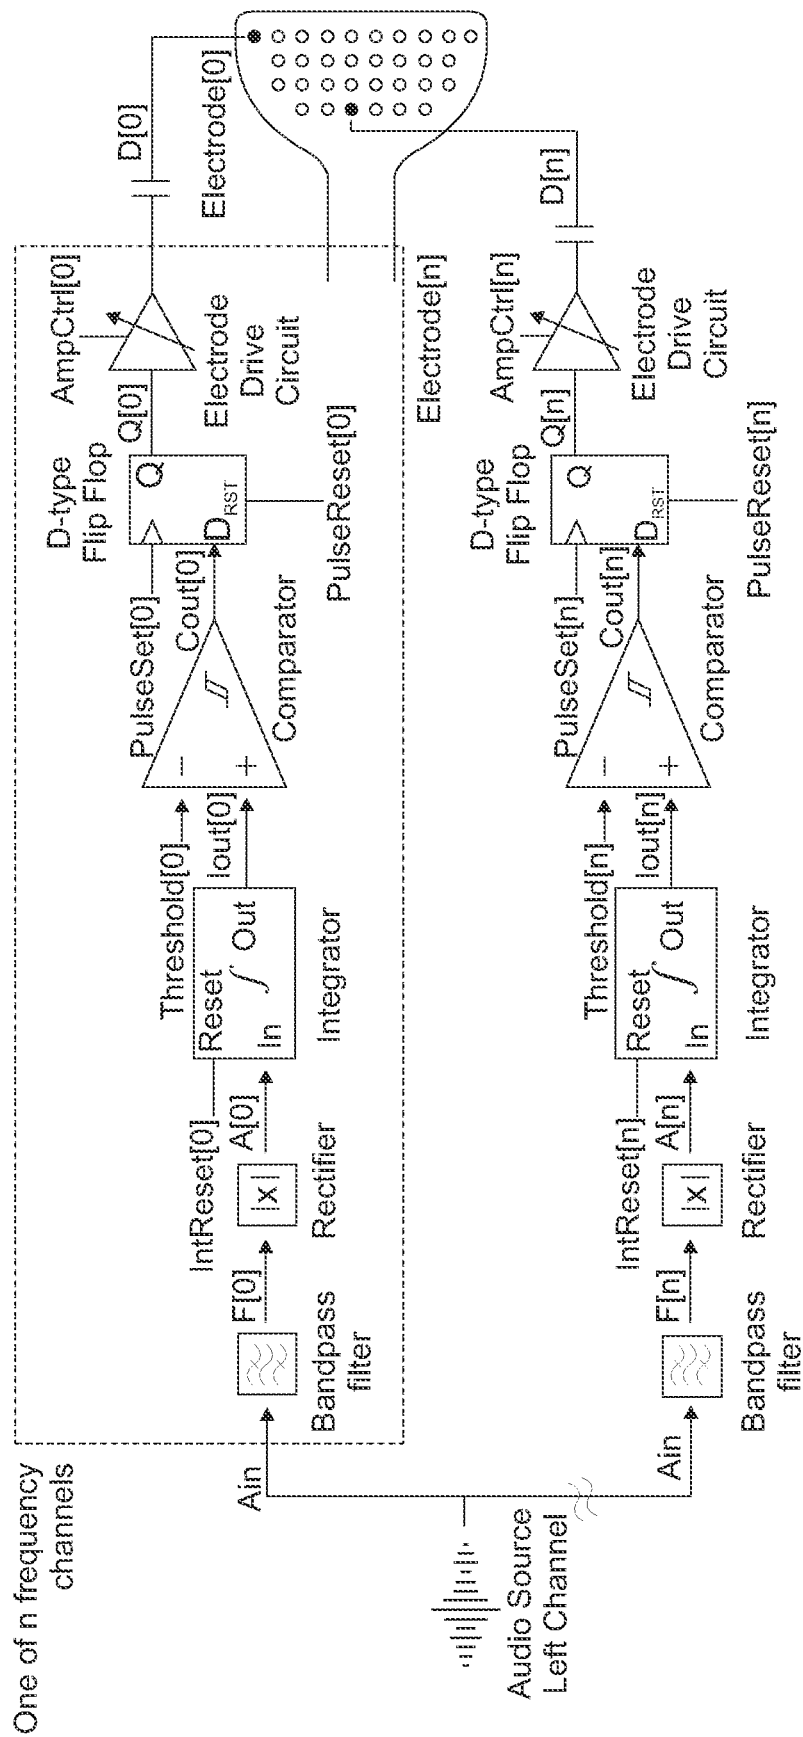 One of n frequency
channels
Ain
Bandpass
filter
F[0]
Rectifier
|x|
A[0]
IntReset[0]
Reset
In
∫
Out
Integrator
Threshold[0]
Iout[0]
−
+
Comparator
PulseSet[0]
Cout[0]
D-type
Flip Flop
D
RST
Q
PulseReset[0]
Q[0]
AmpCtrl[0]
Electrode
Drive
Circuit
D[0]
Electrode[0]
Audio Source
Left Channel
Ain
Bandpass
filter
F[n]
Rectifier
|x|
A[n]
IntReset[n]
Reset
In
∫
Out
Integrator
Threshold[n]
Iout[n]
−
+
Comparator
PulseSet[n]
Cout[n]
D-type
Flip Flop
D
RST
Q
PulseReset[n]
Q[n]
AmpCtrl[n]
Electrode
Drive
Circuit
D[n]
Electrode[n]